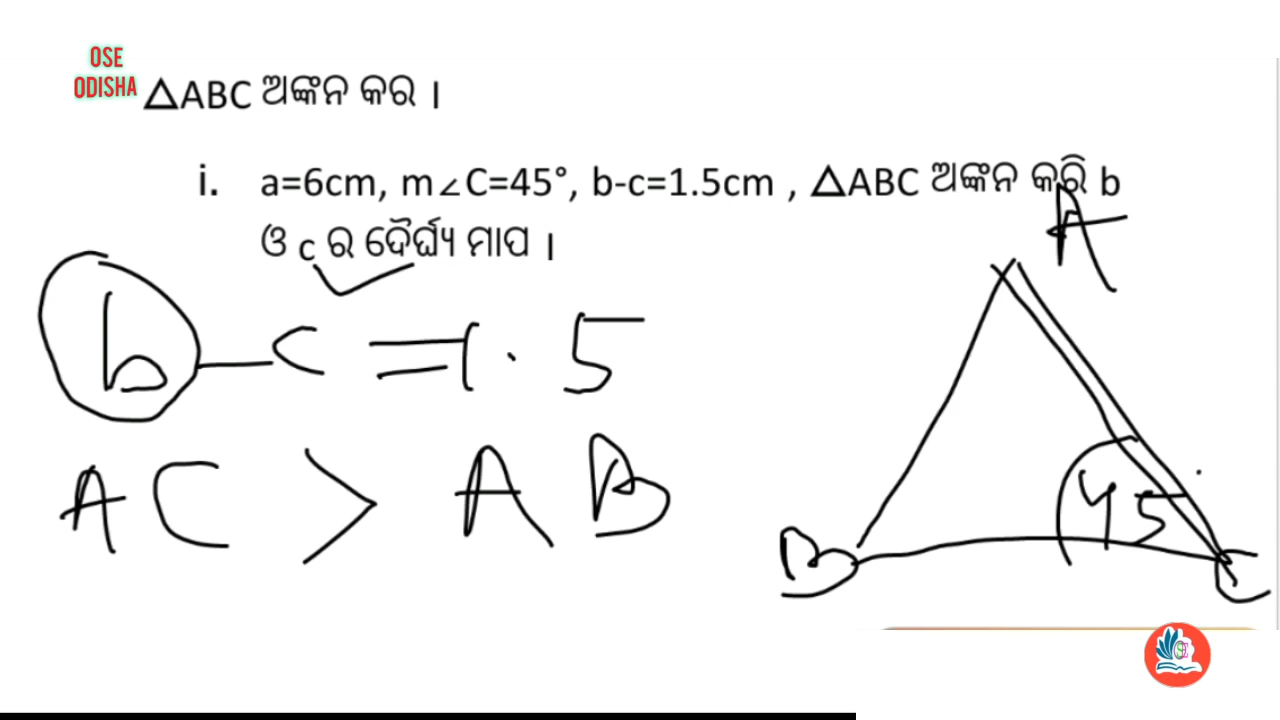 OSE
ODISHA
△ABC ଅଙ୍କନ କର ।
i. a=6cm, m∠C=45°, b-c=1.5cm , △ABC ଅଙ୍କନ କରି b
ଓ c ର ଦୈର୍ଘ୍ୟ ମାପ ।
A
b - c = 1.5
AC > AB
45
B C